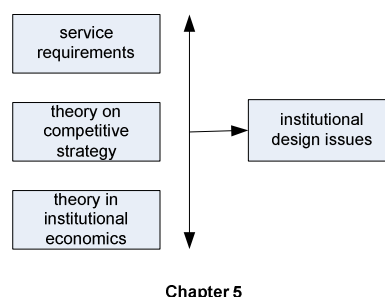 service
requirements
theory on
competitive
strategy
institutional
design issues
theory in
institutional
economics
Chapter 5